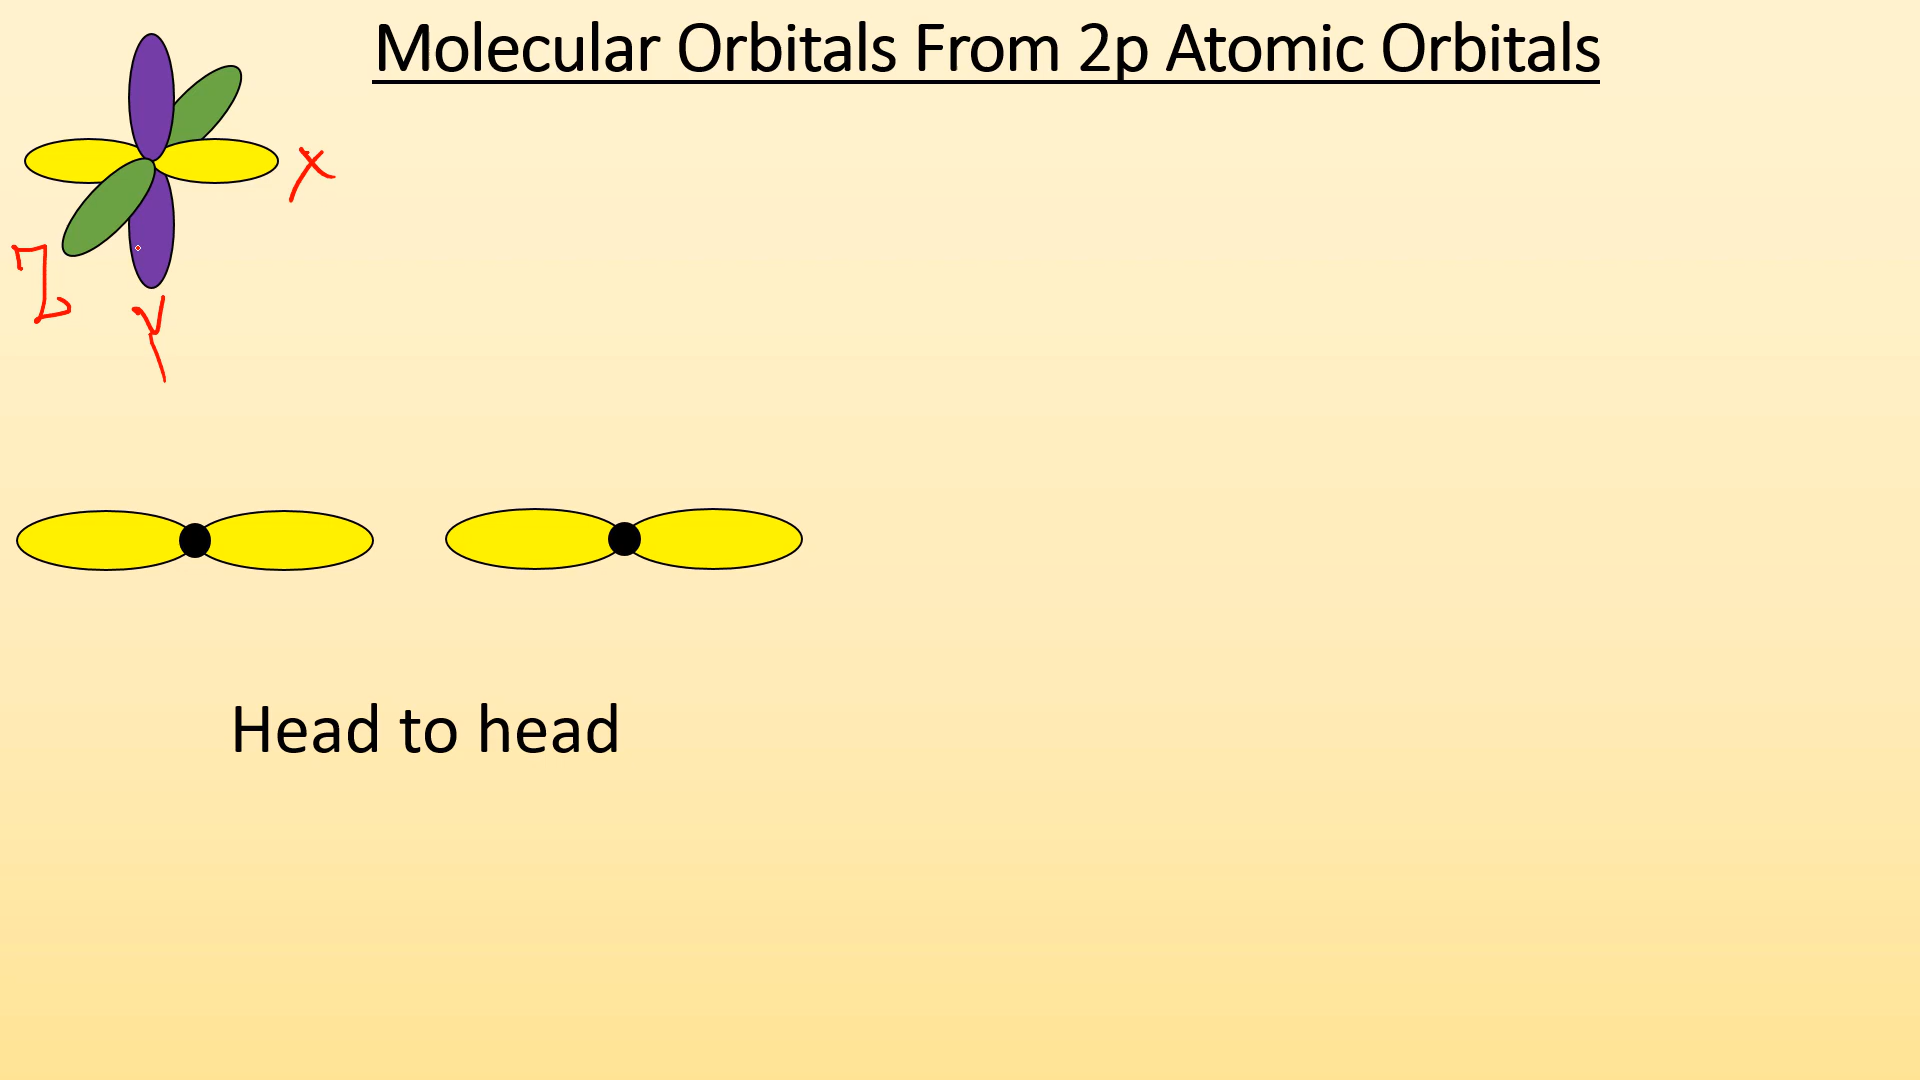 Molecular Orbitals From 2p Atomic Orbitals
x
z
y
Head to head